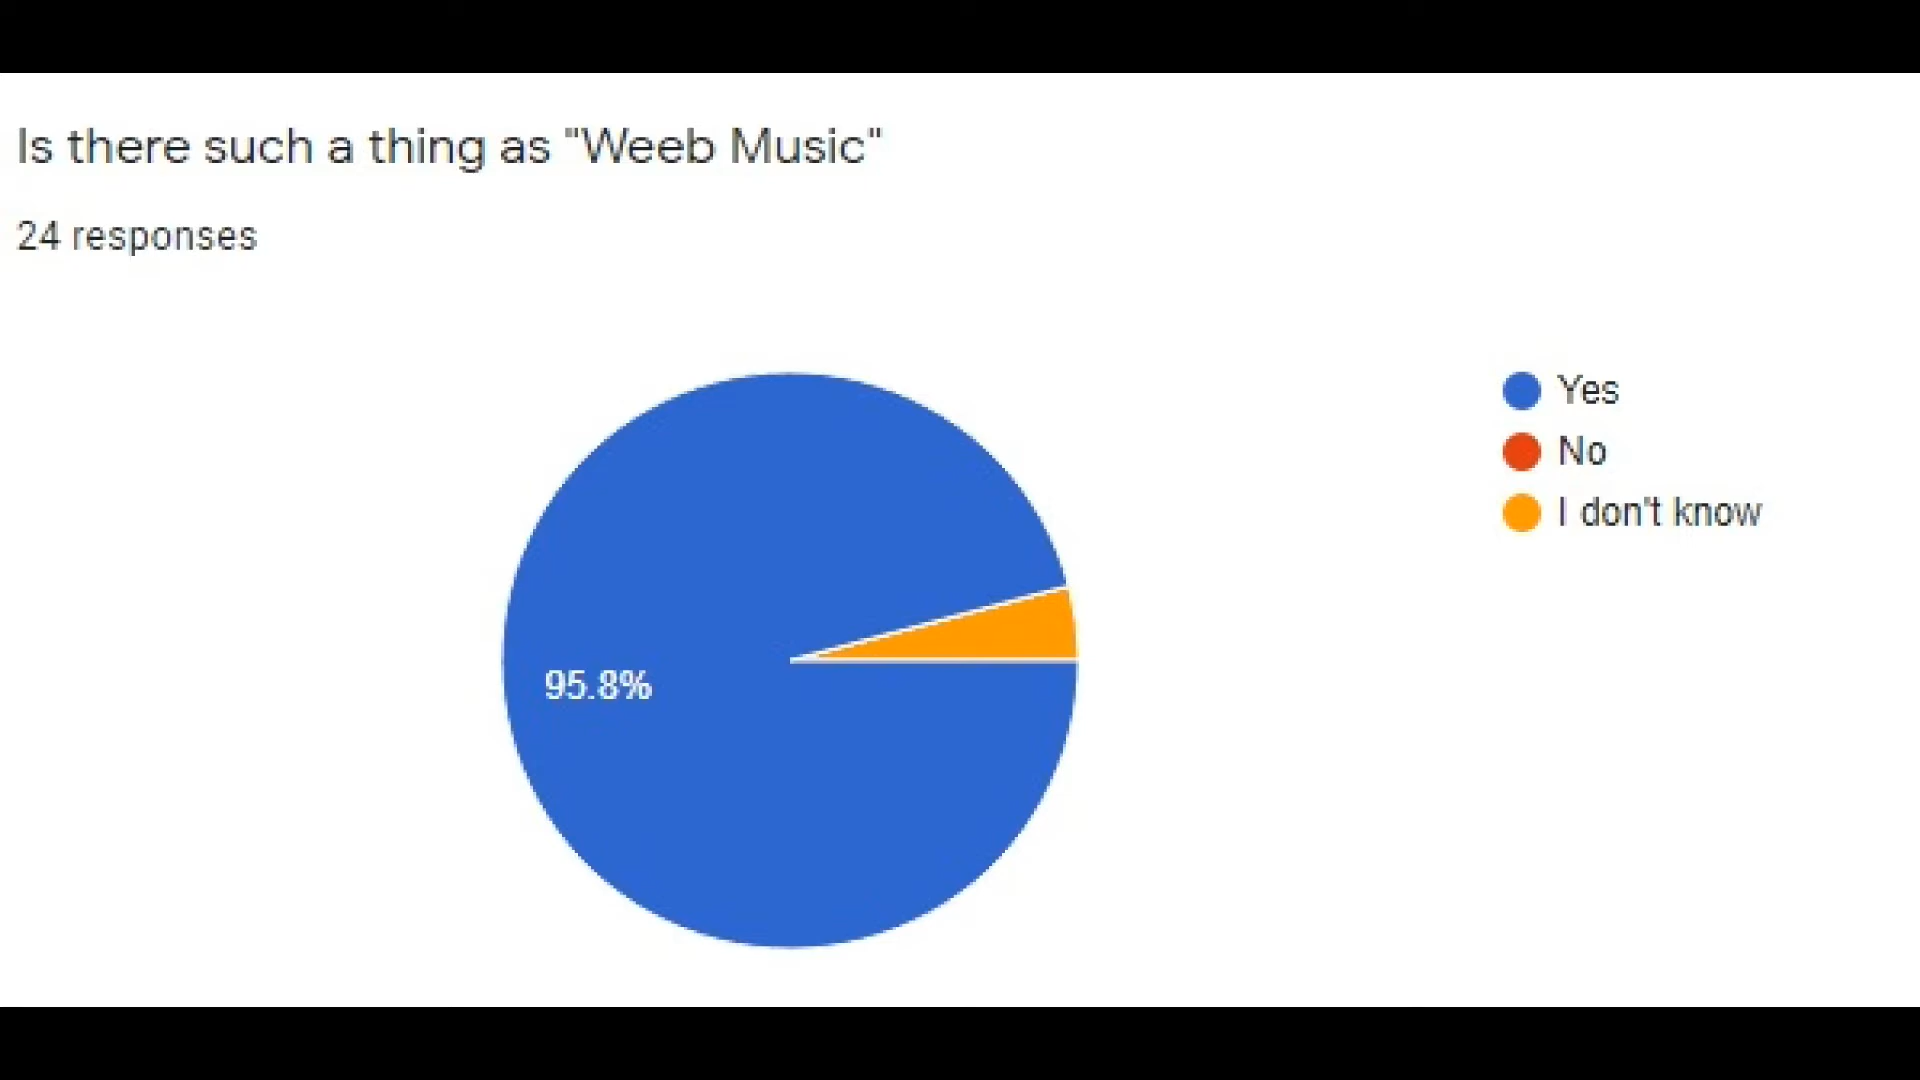 Is there such a thing as "Weeb Music"
24 responses
Yes
No
I don't know
95.8%